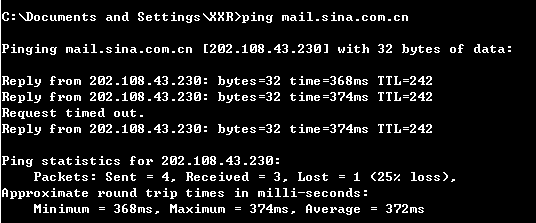 C:\Documents and Settings\XXR>ping mail.sina.com.cn
Pinging mail.sina.com.cn [202.108.43.230] with 32 bytes of data:
Reply from 202.108.43.230: bytes=32 time=368ms TTL=242
Reply from 202.108.43.230: bytes=32 time=374ms TTL=242
Request timed out.
Reply from 202.108.43.230: bytes=32 time=374ms TTL=242
Ping statistics for 202.108.43.230:
    Packets: Sent = 4, Received = 3, Lost = 1 (25% loss),
Approximate round trip times in milli-seconds:
    Minimum = 368ms, Maximum = 374ms, Average = 372ms